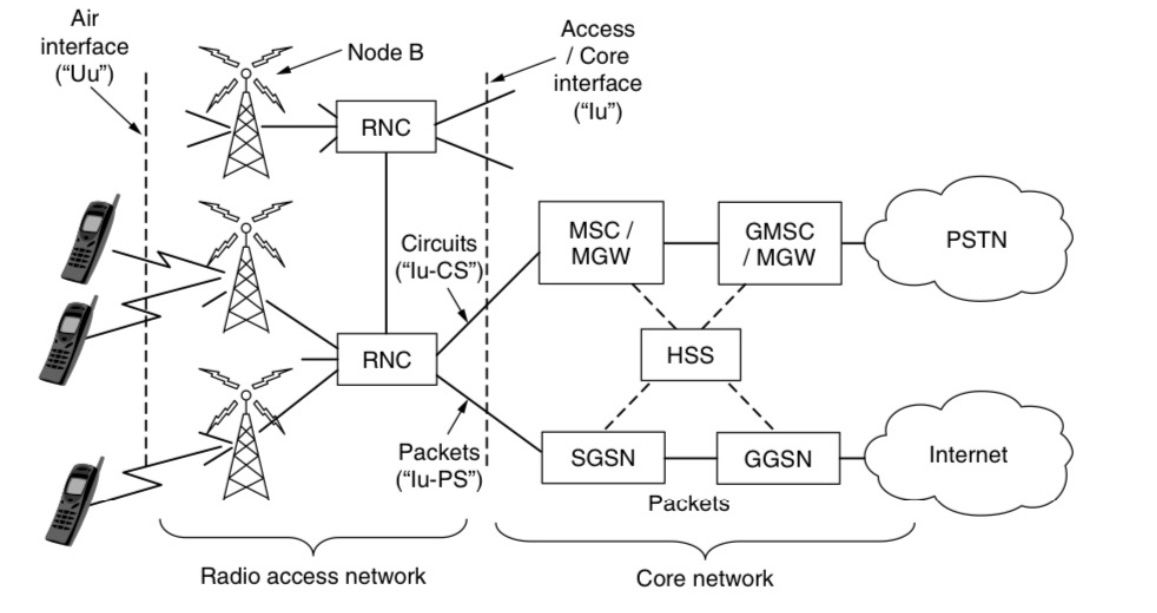 Air
interface
(“Uu”)
Node B
Access
/ Core
interface
(“Iu”)
RNC
MSC /
MGW
GMSC
/ MGW
PSTN
Circuits
(“Iu-CS”)
RNC
HSS
Packets
(“Iu-PS”)
SGSN
GGSN
Internet
Packets
Radio access network
Core network